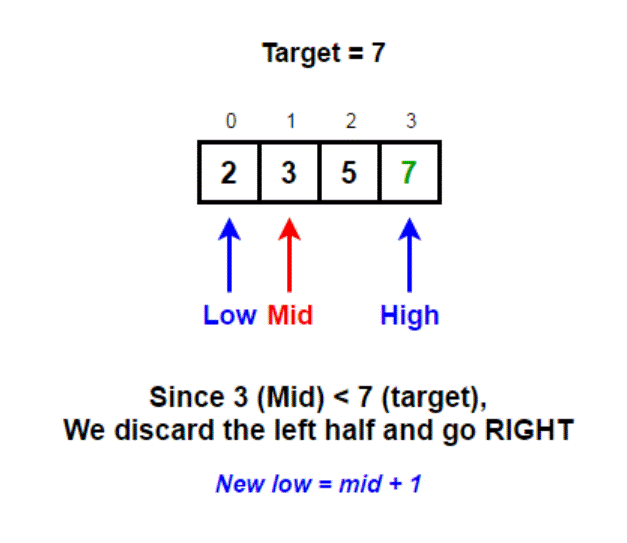 Target = 7
0 1 2 3
2 3 5 7
Low Mid High
Since 3 (Mid) < 7 (target),
We discard the left half and go RIGHT
New low = mid + 1